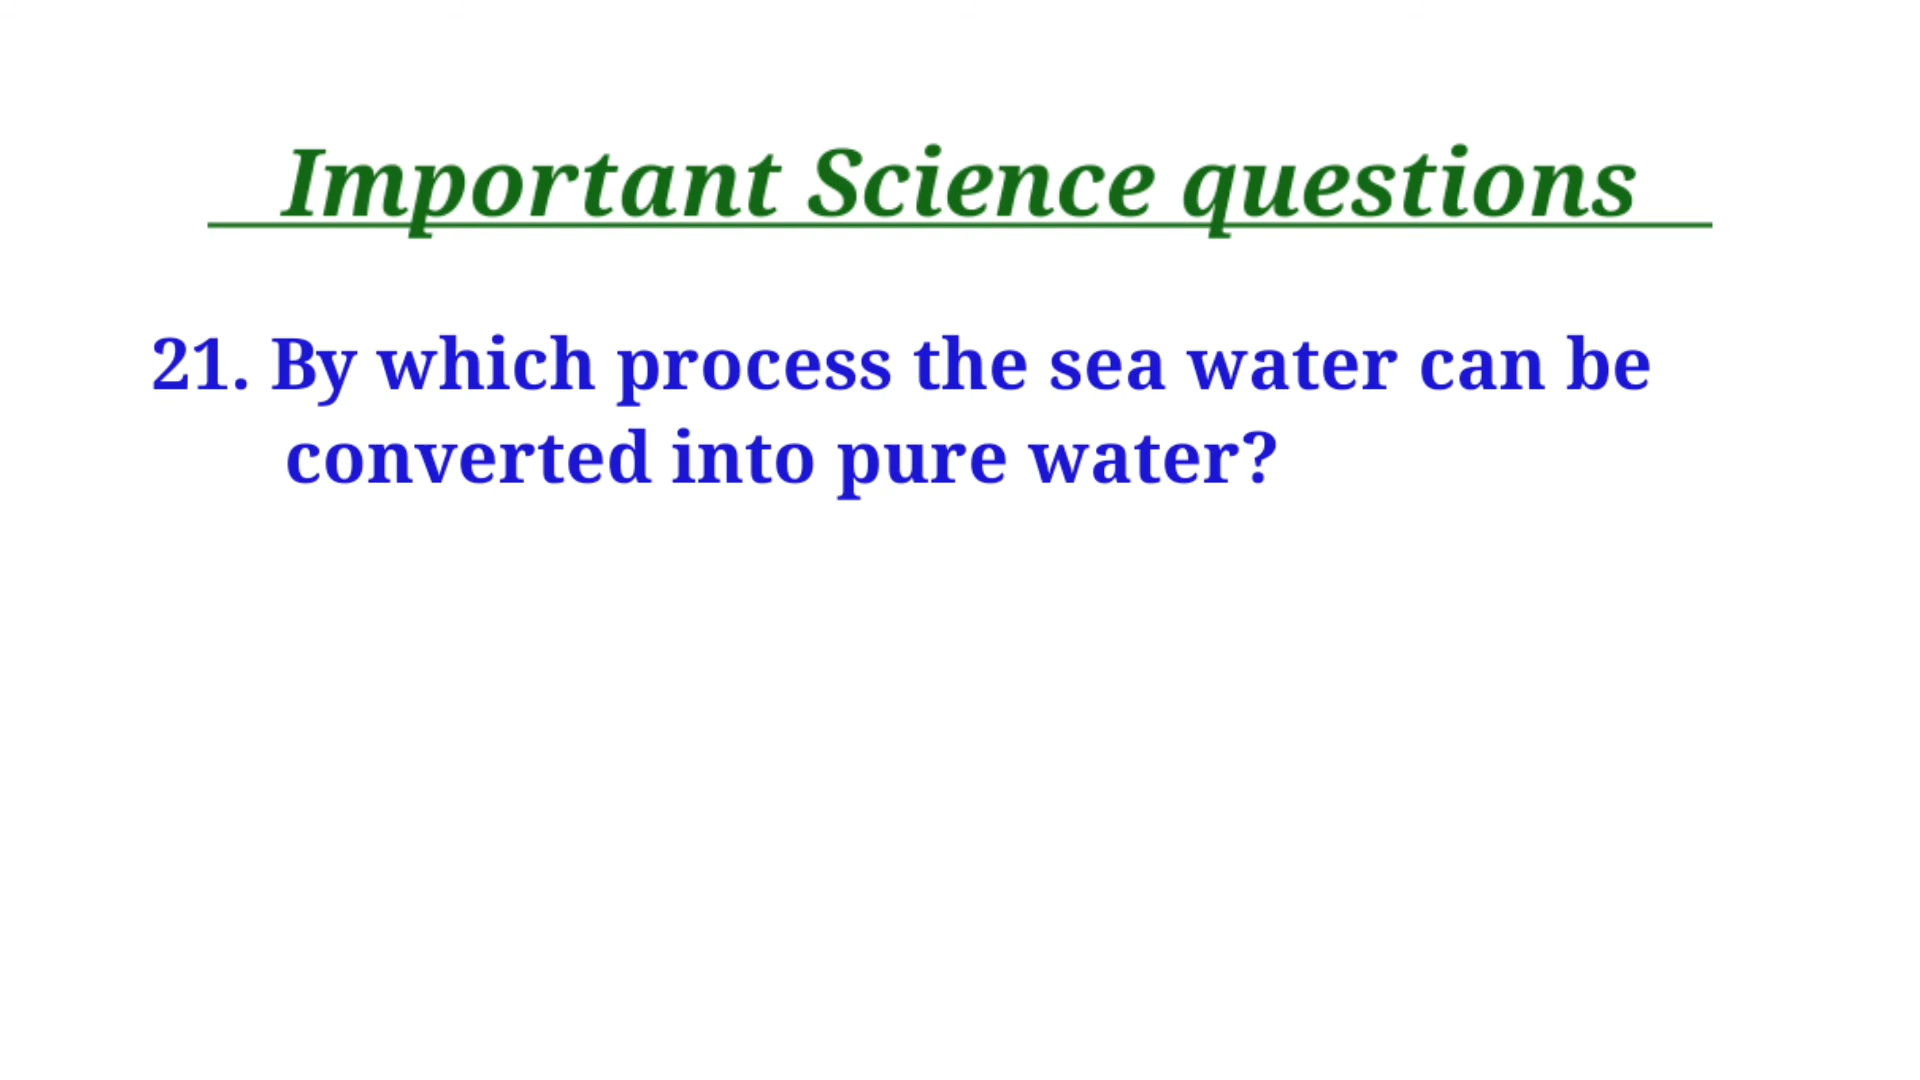 Important Science questions
21. By which process the sea water can be
converted into pure water?